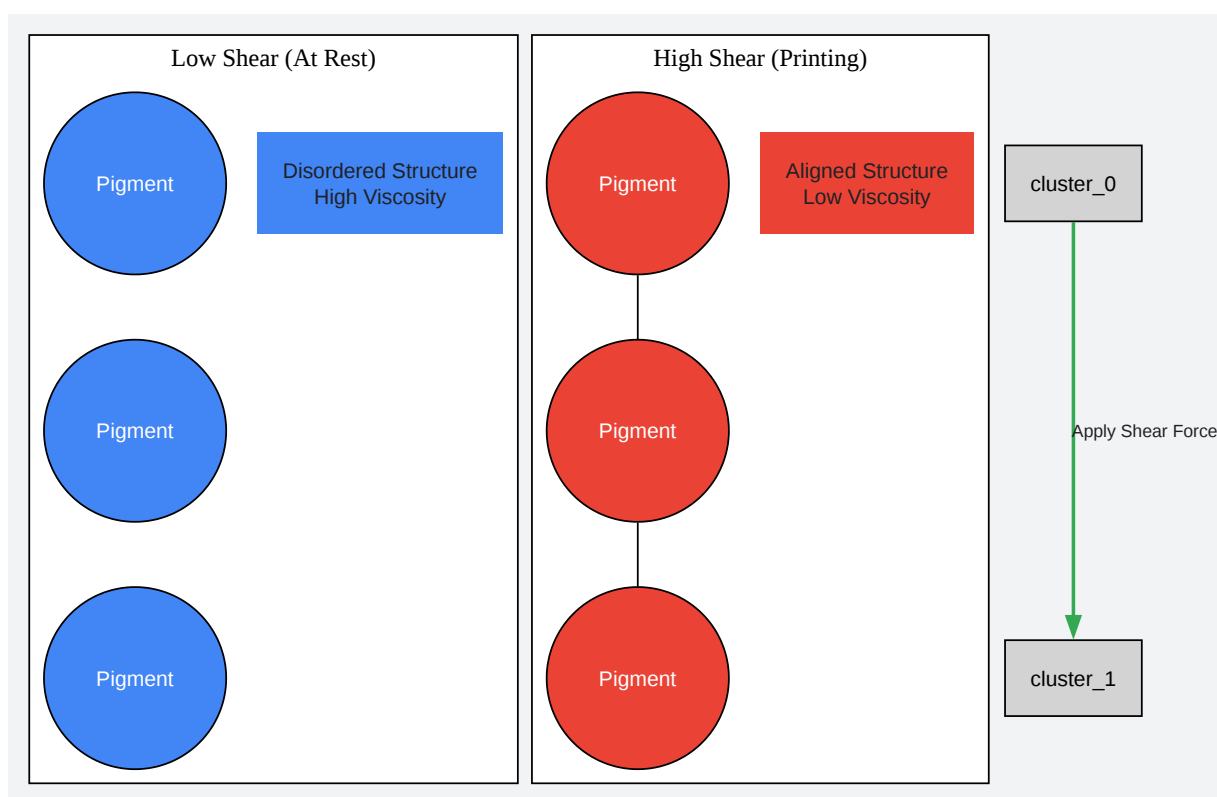 Low Shear (At Rest)
Pigment
Disordered Structure
High Viscosity
Pigment
Pigment
High Shear (Printing)
Pigment
Aligned Structure
Low Viscosity
Pigment
Pigment
cluster_0
Apply Shear Force
cluster_1